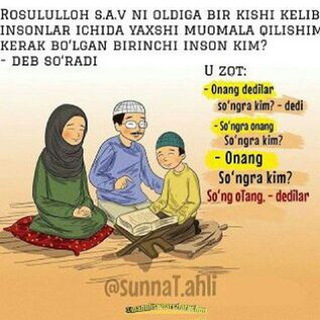 ROSULULLOH S.A.V NI OLDIGA BIR KISHI KELIB
INSONLAR ICHIDA YAXSHI MUOMALA QILISHIM
KERAK BO'LGAN BIRINCHI INSON KIM?
- DEB SO'RADI
U ZOT:
- Onang dedilar
so'ngra kim? - dedi
- So'ngra onang
So'ngra kim?
- Onang
So'ngra kim?
So'ng oTang, - dedilar
@sunnaT.ahli